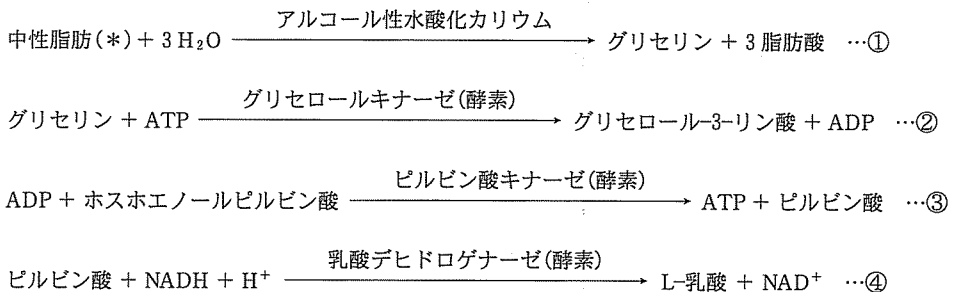 アルコール性水酸化カリウム
中性脂肪(*) + 3 H₂O ⟶ グリセリン + 3 脂肪酸 …①
グリセロールキナーゼ(酵素)
グリセリン + ATP ⟶ グリセロール-3-リン酸 + ADP …②
ピルビン酸キナーゼ(酵素)
ADP + ホスホエノールピルビン酸 ⟶ ATP + ピルビン酸 …③
乳酸デヒドロゲナーゼ(酵素)
ピルビン酸 + NADH + H⁺ ⟶ L-乳酸 + NAD⁺ …④